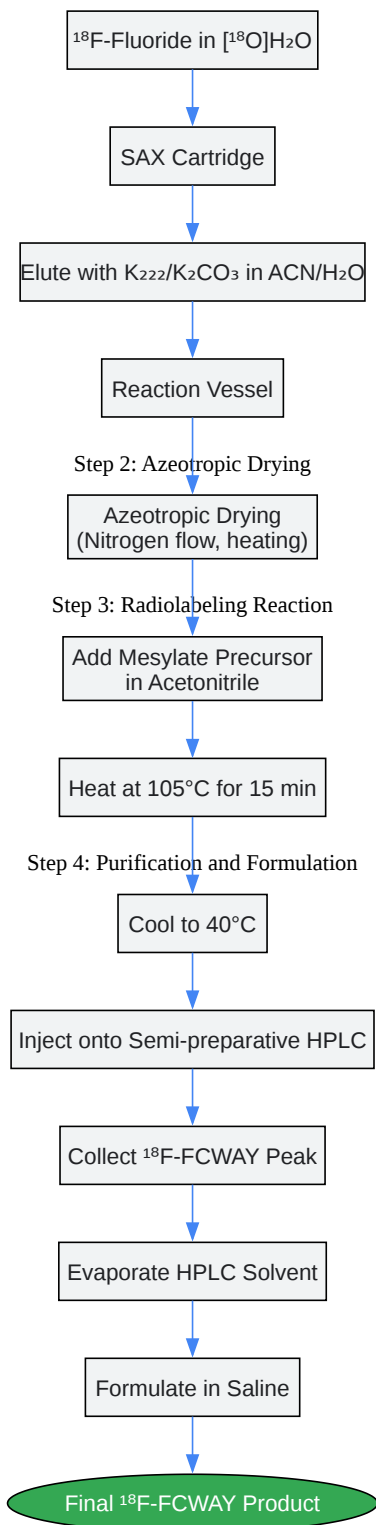 ¹⁸F-Fluoride in [¹⁸O]H₂O
SAX Cartridge
Elute with K₂₂₂/K₂CO₃ in ACN/H₂O
Reaction Vessel
Step 2: Azeotropic Drying
Azeotropic Drying
(Nitrogen flow, heating)
Step 3: Radiolabeling Reaction
Add Mesylate Precursor
in Acetonitrile
Heat at 105°C for 15 min
Step 4: Purification and Formulation
Cool to 40°C
Inject onto Semi-preparative HPLC
Collect ¹⁸F-FCWAY Peak
Evaporate HPLC Solvent
Formulate in Saline
Final ¹⁸F-FCWAY Product